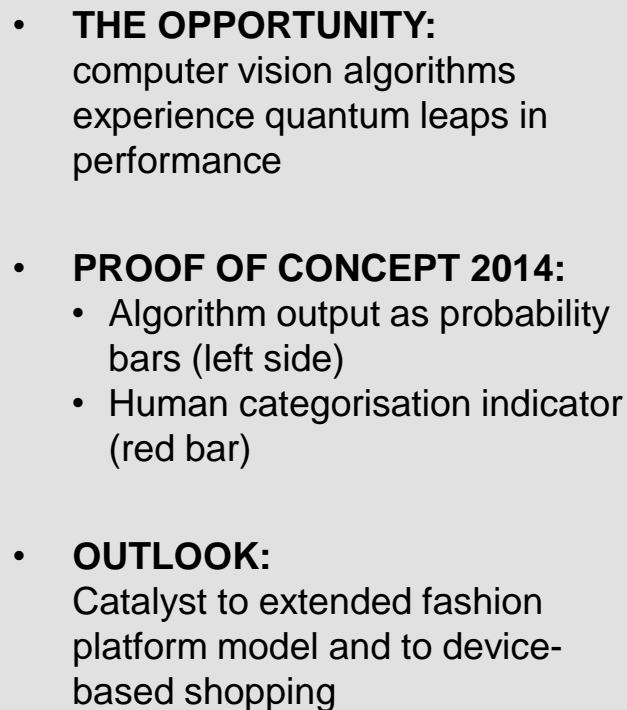 • THE OPPORTUNITY:
computer vision algorithms
experience quantum leaps in
performance
• PROOF OF CONCEPT 2014:
• Algorithm output as probability
bars (left side)
• Human categorisation indicator
(red bar)
• OUTLOOK:
Catalyst to extended fashion
platform model and to device-
based shopping